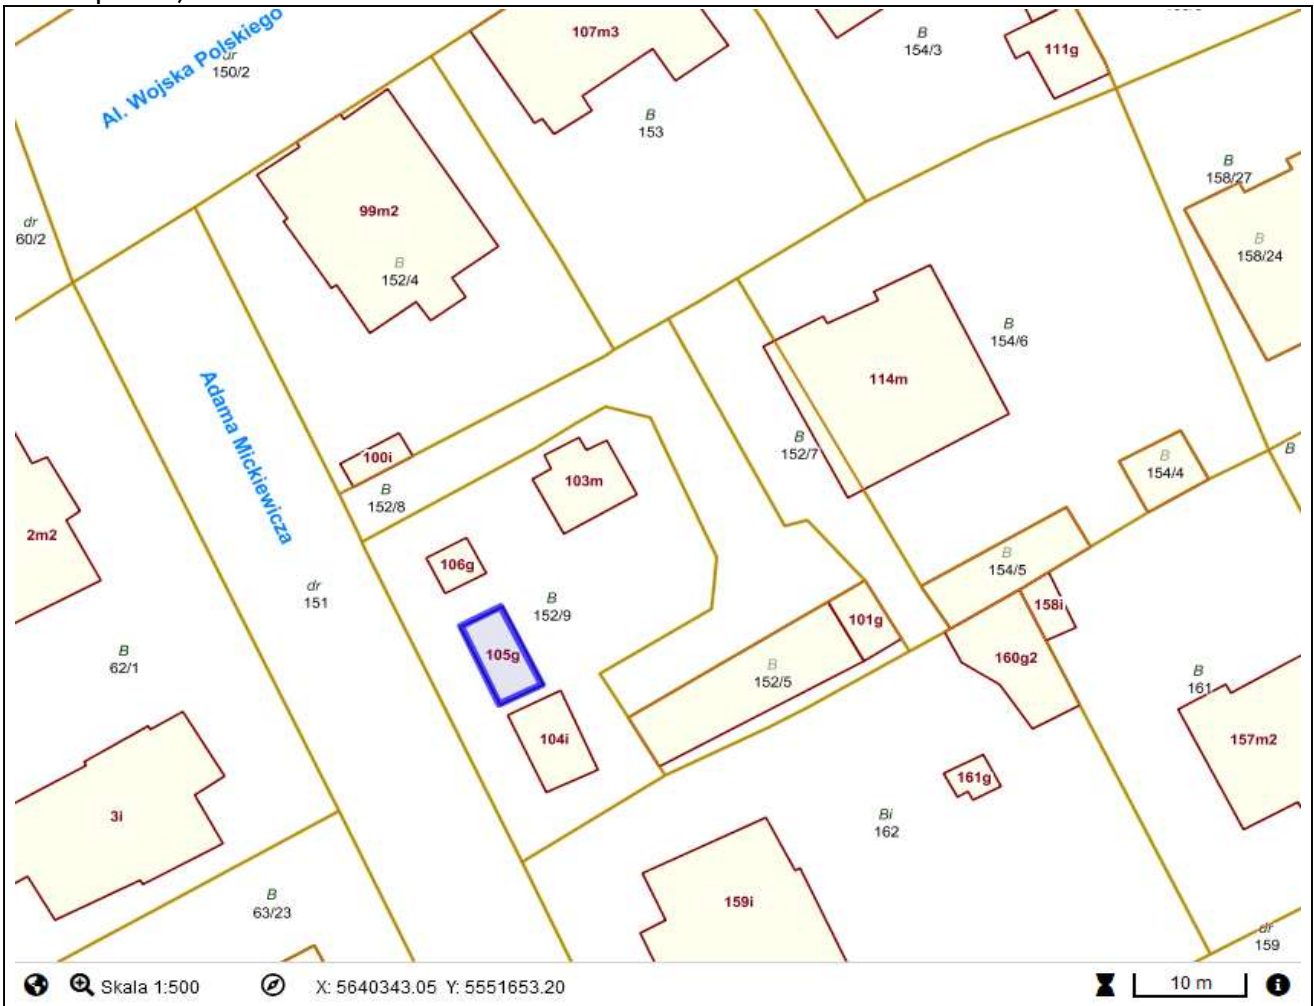 Al. Wojska Polskiego
dr
150/2
107m3
B
154/3
111g
B
153
B
158/27
99m2
dr
60/2
B
152/4
B
158/24
B
154/6
114m
Adama Mickiewicza
B
152/7
B
100i
B
154/4
103m
B
152/8
2m2
106g
B
154/5
dr
151
B
152/9
158i
101g
B
62/1
105g
160g2
B
152/5
B
161
104i
157m2
161g
3i
Bi
162
B
63/23
159i
dr
159
Skala 1:500
X: 5640343.05 Y: 5551653.20
10 m